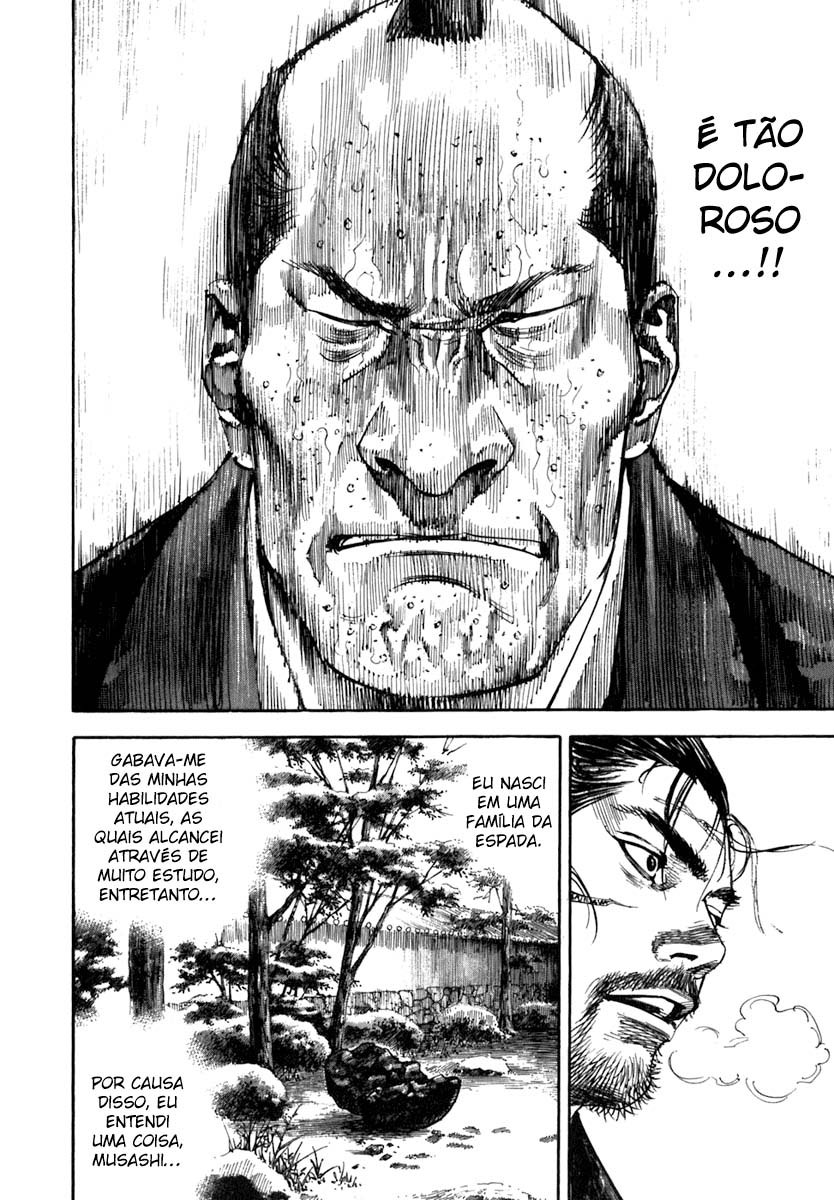 É TÃO
DOLO-
ROSO
...!!
EU NASCI
EM UMA
FAMÍLIA DA
ESPADA.
GABAVA-ME
DAS MINHAS
HABILIDADES
ATUAIS, AS
QUAIS ALCANCEI
ATRAVÉS DE
MUITO ESTUDO,
ENTRETANTO...
POR CAUSA
DISSO, EU
ENTENDI
UMA COISA,
MUSASHI...